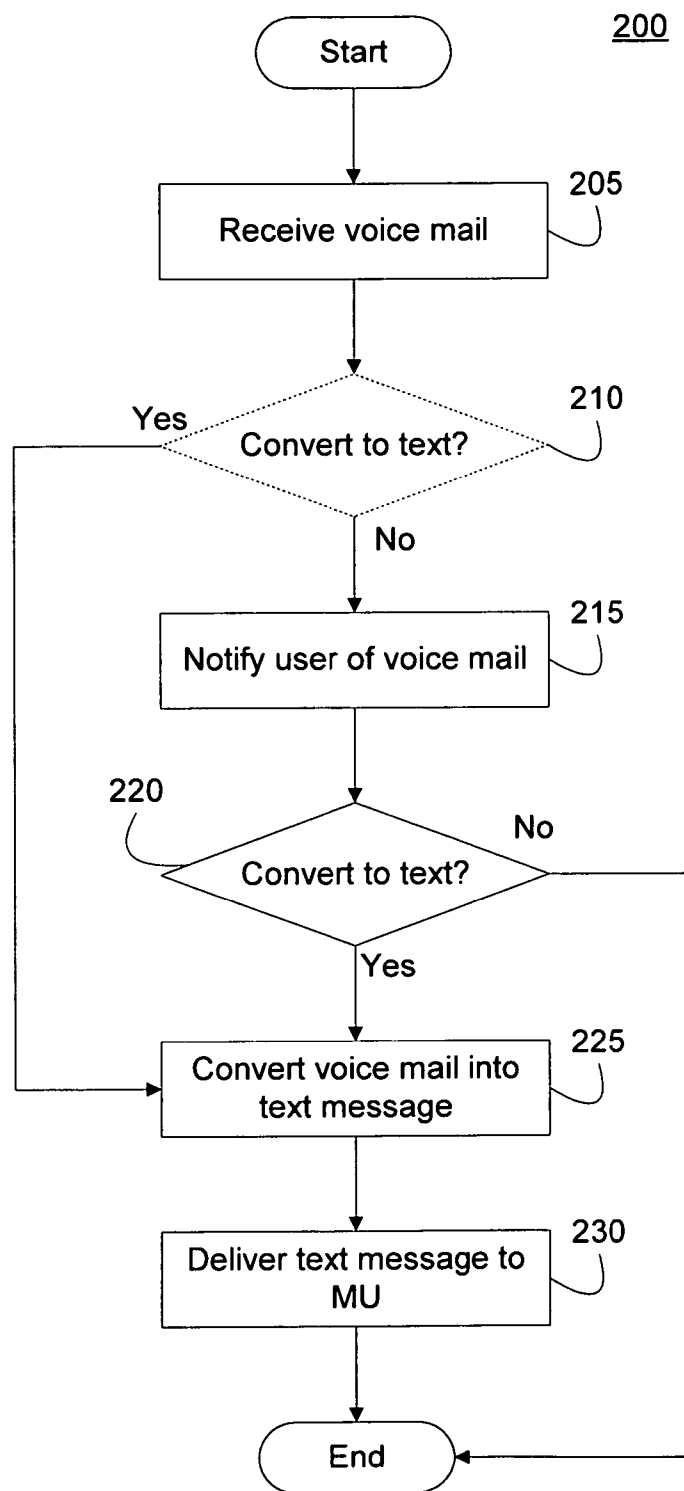 200
Start
205
Receive voice mail
210
Yes
Convert to text?
No
215
Notify user of voice mail
220
No
Convert to text?
Yes
225
Convert voice mail into
text message
230
Deliver text message to
MU
End